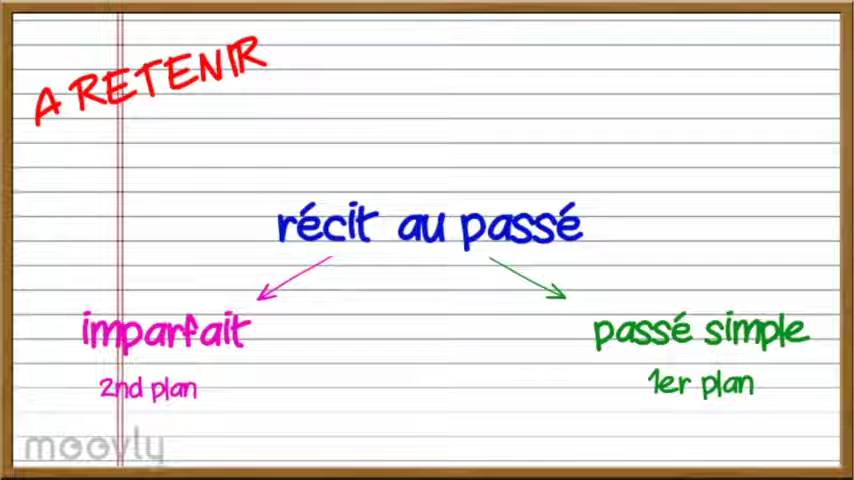 A RETENIR
récit au passé
imparfait
passé simple
2nd plan
1er plan
moovly